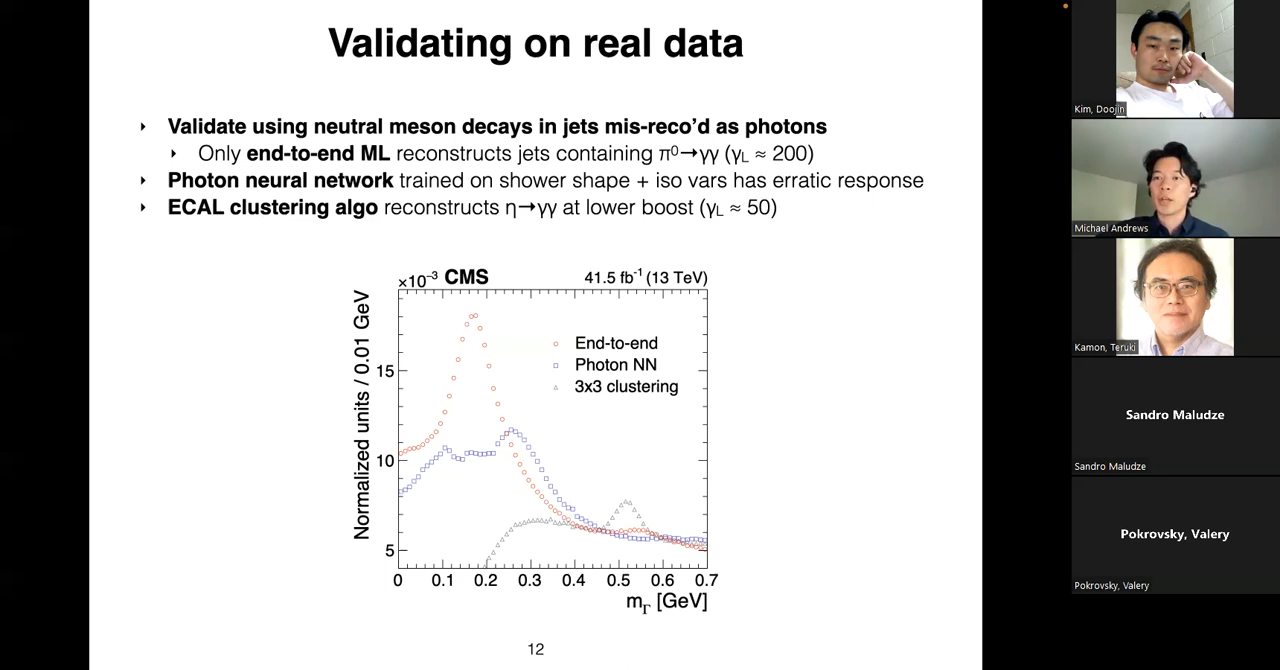 Validating on real data
‣ Validate using neutral meson decays in jets mis-reco’d as photons
‣ Only end-to-end ML reconstructs jets containing π⁰→γγ (γL ≈ 200)
‣ Photon neural network trained on shower shape + iso vars has erratic response
‣ ECAL clustering algo reconstructs η→γγ at lower boost (γL ≈ 50)
×10⁻³ CMS 41.5 fb⁻¹ (13 TeV)
Normalized units / 0.01 GeV
End-to-end
Photon NN
3x3 clustering
15
10
5
0 0.1 0.2 0.3 0.4 0.5 0.6 0.7
mΓ [GeV]
12
Kim, Doojin
Michael Andrews
Kamon, Teruki
Sandro Maludze
Sandro Maludze
Pokrovsky, Valery
Pokrovsky, Valery